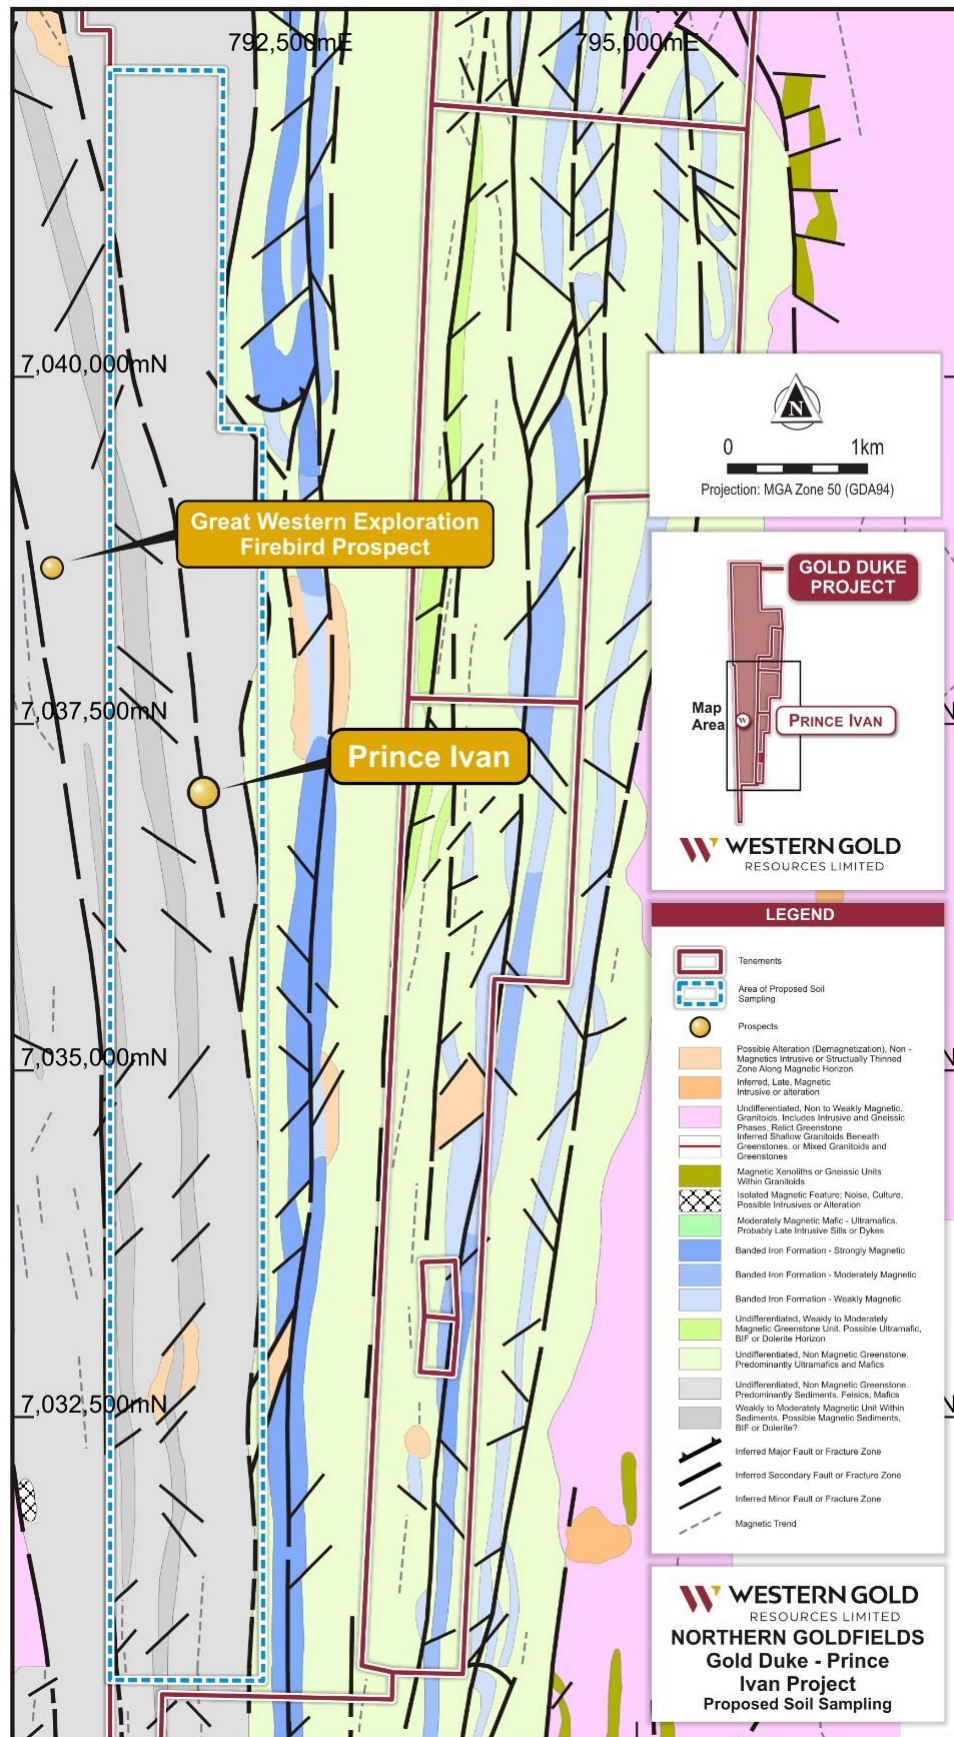 792,500mE
795,000mE
7,040,000mN
N
0 1km
Projection: MGA Zone 50 (GDA94)
Great Western Exploration
Firebird Prospect
GOLD DUKE
PROJECT
Map
Area
W
PRINCE IVAN
7,037,500mN
N
Prince Ivan
WESTERN GOLD
RESOURCES LIMITED
LEGEND
Tenements
Area of Proposed Soil
Sampling
Prospects
Possible Alteration (Demagnetization), Non -
Magnetics Intrusive or Structually Thinned
Zone Along Magnetic Horizon
Inferred, Late, Magnetic
Intrusive or alteration
Undifferentiated, Non to Weakly Magnetic,
Granitoids. Includes Intrusive and Gneissic
Phases, Relict Greenstone
Inferred Shallow Granitoids Beneath
Greenstones, or Mixed Granitoids and
Greenstones
Magnetic Xenoliths or Gneissic Units
Within Granitoids
Isolated Magnetic Feature; Noise, Culture,
Possible Intrusives or Alteration
Moderately Magnetic Mafic - Ultramafics.
Probably Late Intrusive Sills or Dykes
Banded Iron Formation - Strongly Magnetic
Banded Iron Formation - Moderately Magnetic
Banded Iron Formation - Weakly Magnetic
Undifferentiated, Weakly to Moderately
Magnetic Greenstone Unit. Possible Ultramafic,
BIF or Dolerite Horizon
Undifferentiated, Non Magnetic Greenstone.
Predominantly Ultramafics and Mafics
Undifferentiated, Non Magnetic Greenstone.
Predominantly Sediments, Felsics, Mafics
Weakly to Moderately Magnetic Unit Within
Sediments. Possible Magnetic Sediments,
BIF or Dolerite?
Inferred Major Fault or Fracture Zone
Inferred Secondary Fault or Fracture Zone
Inferred Minor Fault or Fracture Zone
Magnetic Trend
7,035,000mN
N
7,032,500mN
N
WESTERN GOLD
RESOURCES LIMITED
NORTHERN GOLDFIELDS
Gold Duke - Prince
Ivan Project
Proposed Soil Sampling